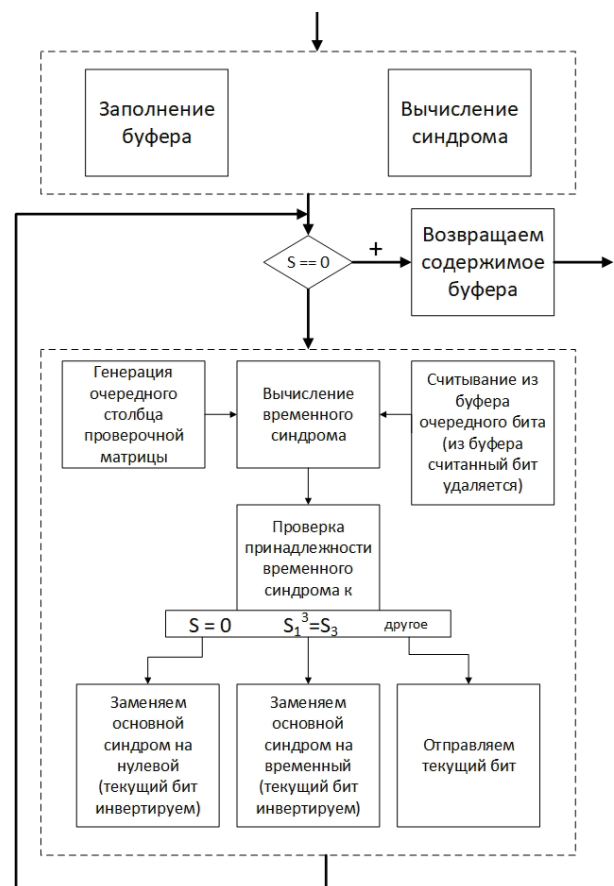 Заполнение
буфера
Вычисление
синдрома
S == 0
+
Возвращаем
содержимое
буфера
Генерация
очередного
столбца
проверочной
матрицы
Вычисление
временного
синдрома
Считывание из
буфера
очередного бита
(из буфера
считанный бит
удаляется)
Проверка
принадлежности
временного
синдрома к
S = 0
S₁³=S₃
другое
Заменяем
основной
синдром на
нулевой
(текущий бит
инвертируем)
Заменяем
основной
синдром на
временный
(текущий бит
инвертируем)
Отправляем
текущий бит